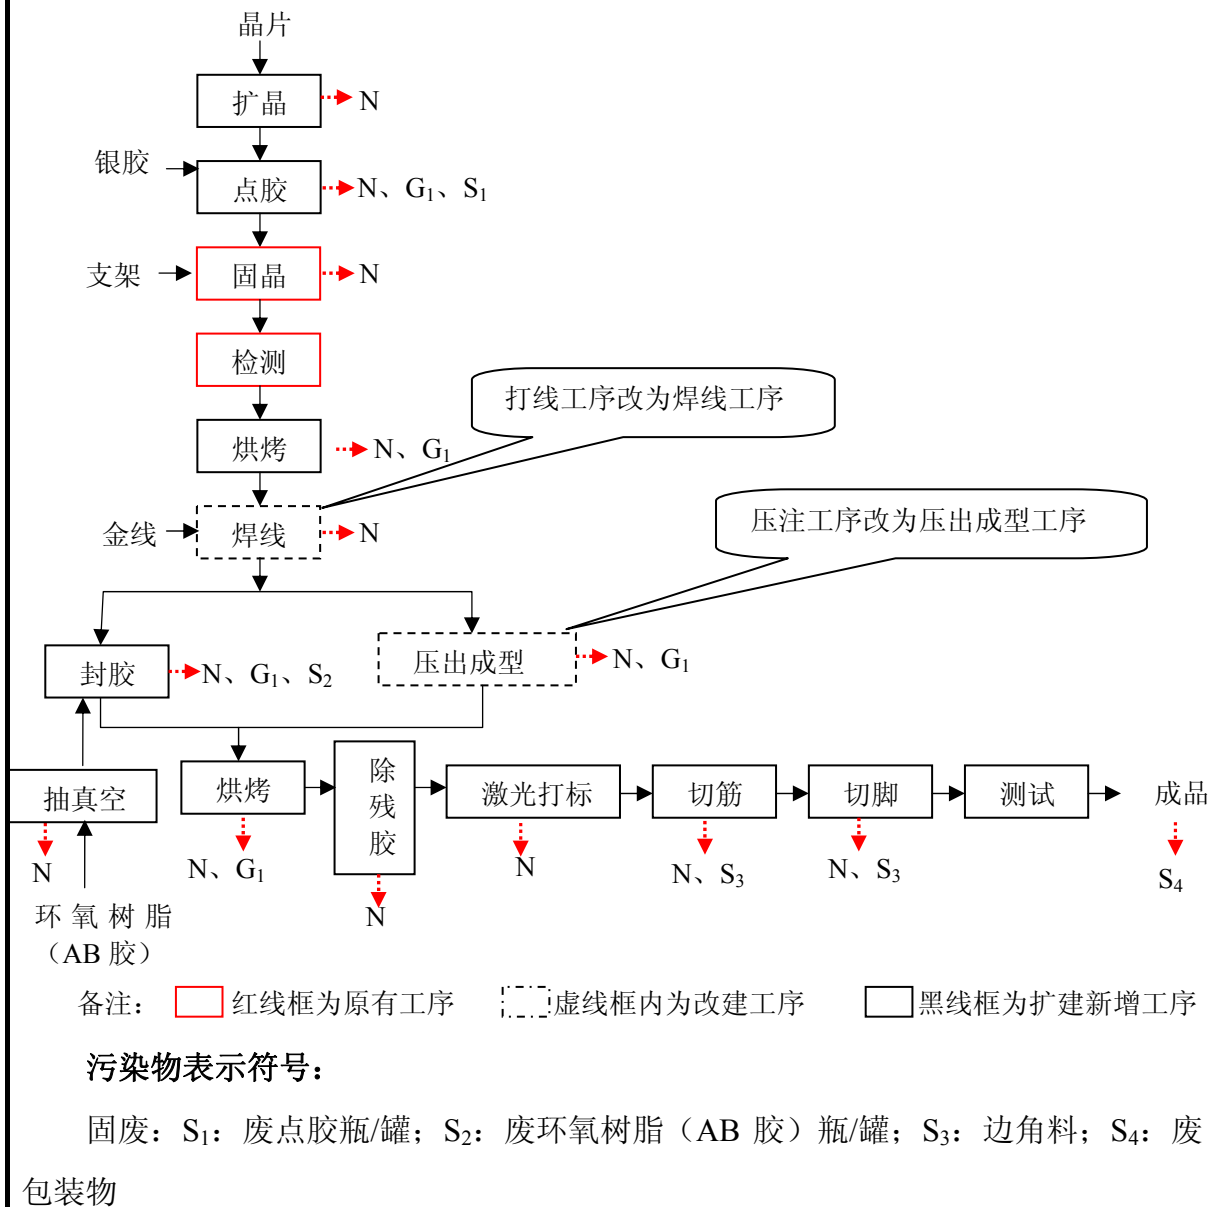 晶片
扩晶
N
银胶
点胶
N、G₁、S₁
支架
固晶
N
检测
打线工序改为焊线工序
烘烤
N、G₁
金线
焊线
N
压注工序改为压出成型工序
封胶
N、G₁、S₂
压出成型
N、G₁
抽真空
烘烤
除残胶
激光打标
切筋
切脚
测试
成品
N
N、G₁
N
N
N、S₃
N、S₃
S₄
环氧树脂
（AB 胶）
备注： 红线框为原有工序 虚线框内为改建工序 黑线框为扩建新增工序
污染物表示符号：
固废：S₁：废点胶瓶/罐；S₂：废环氧树脂（AB 胶）瓶/罐；S₃：边角料；S₄：废
包装物